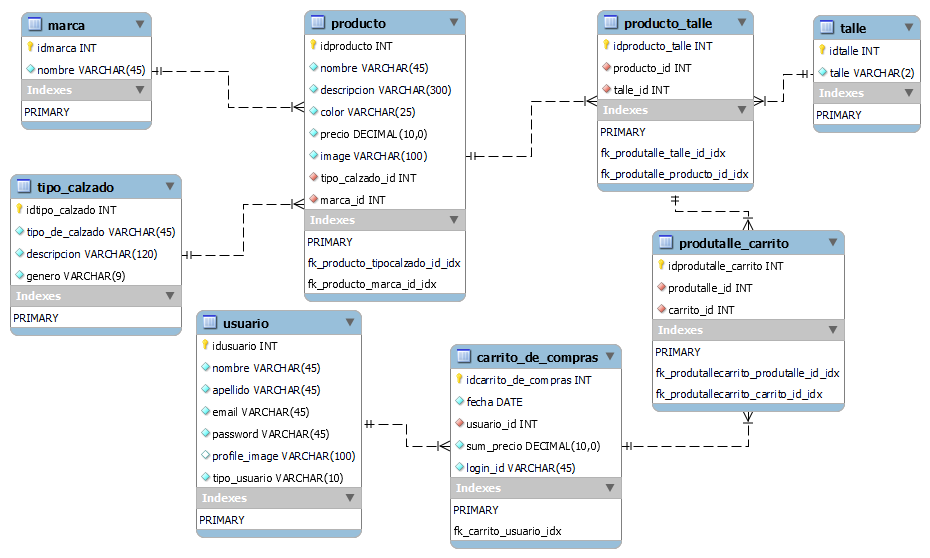 marca
idmarca INT
nombre VARCHAR(45)
Indexes
PRIMARY
producto
idproducto INT
nombre VARCHAR(45)
descripcion VARCHAR(300)
color VARCHAR(25)
precio DECIMAL(10,0)
image VARCHAR(100)
tipo_calzado_id INT
marca_id INT
Indexes
PRIMARY
fk_producto_tipocalzado_id_idx
fk_producto_marca_id_idx
producto_talle
idproducto_talle INT
producto_id INT
talle_id INT
Indexes
PRIMARY
fk_produtalle_talle_id_idx
fk_produtalle_producto_id_idx
talle
idtalle INT
talle VARCHAR(2)
Indexes
PRIMARY
tipo_calzado
idtipo_calzado INT
tipo_de_calzado VARCHAR(45)
descripcion VARCHAR(120)
genero VARCHAR(9)
Indexes
PRIMARY
produtalle_carrito
idprodutalle_carrito INT
produtalle_id INT
carrito_id INT
Indexes
PRIMARY
fk_produtallecarrito_produtalle_id_idx
fk_produtallecarrito_carrito_id_idx
usuario
idusuario INT
nombre VARCHAR(45)
apellido VARCHAR(45)
email VARCHAR(45)
password VARCHAR(45)
profile_image VARCHAR(100)
tipo_usuario VARCHAR(10)
Indexes
PRIMARY
carrito_de_compras
idcarrito_de_compras INT
fecha DATE
usuario_id INT
sum_precio DECIMAL(10,0)
login_id VARCHAR(45)
Indexes
PRIMARY
fk_carrito_usuario_idx